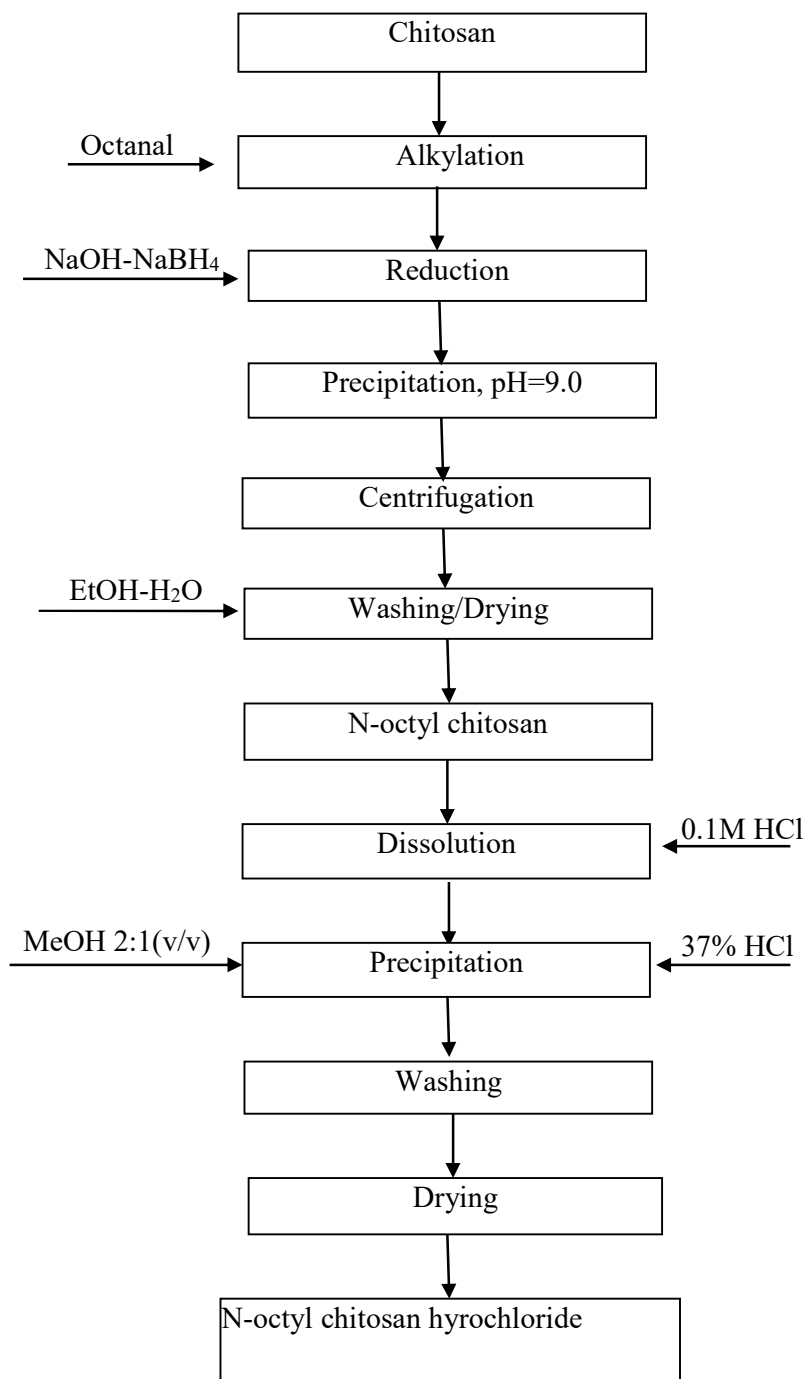 Chitosan
Octanal
Alkylation
NaOH-NaBH₄
Reduction
Precipitation, pH=9.0
Centrifugation
EtOH-H₂O
Washing/Drying
N-octyl chitosan
0.1M HCl
Dissolution
MeOH 2:1(v/v)
Precipitation
37% HCl
Washing
Drying
N-octyl chitosan hyrochloride